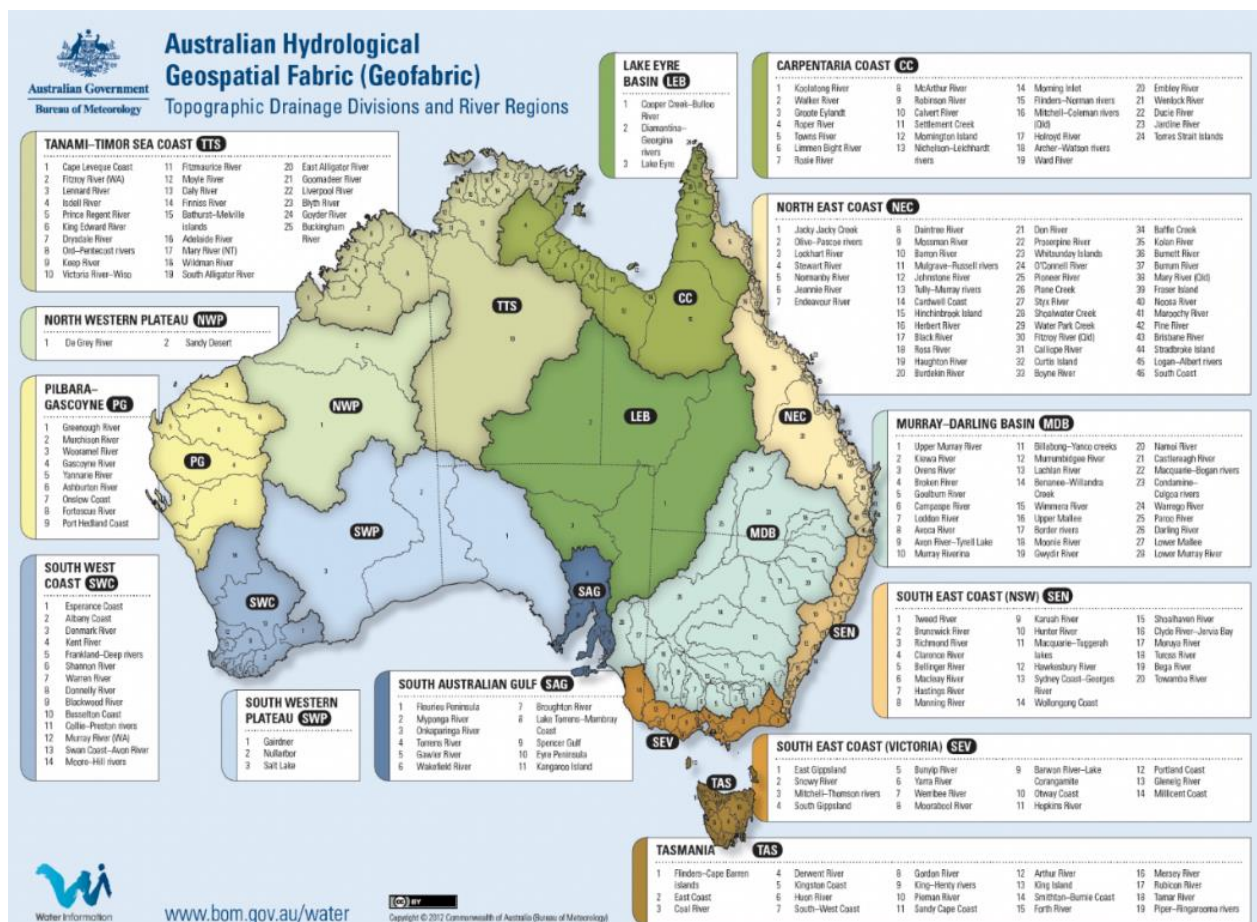 Australian Government
Bureau of Meteorology
Australian Hydrological
Geospatial Fabric (Geofabric)
Topographic Drainage Divisions and River Regions
LAKE EYRE
BASIN LEB
1 Cooper Creek–Bulloo
River
2 Diamantina–
Georgina
rivers
3 Lake Eyre
CARPENTARIA COAST CC
1 Koolatong River
2 Walker River
3 Groote Eylandt
4 Roper River
5 Towns River
6 Limmen Bight River
7 Rosie River
8 McArthur River
9 Robinson River
10 Calvert River
11 Settlement Creek
12 Mornington Island
13 Nicholson–Leichhardt
rivers
14 Morning Inlet
15 Flinders–Norman rivers
16 Mitchell–Coleman rivers
(Qld)
17 Holroyd River
18 Archer–Watson rivers
19 Ward River
20 Embley River
21 Wenlock River
22 Ducie River
23 Jardine River
24 Torres Strait Islands
TANAMI–TIMOR SEA COAST TTS
1 Cape Leveque Coast
2 Fitzroy River (WA)
3 Lennard River
4 Isdell River
5 Prince Regent River
6 King Edward River
7 Drysdale River
8 Ord–Pentecost rivers
9 Keep River
10 Victoria River–Wiso
11 Fitzmaurice River
12 Moyle River
13 Daly River
14 Finniss River
15 Bathurst–Melville
islands
16 Adelaide River
17 Mary River (NT)
18 Wildman River
19 South Alligator River
20 East Alligator River
21 Goomadeer River
22 Liverpool River
23 Blyth River
24 Goyder River
25 Buckingham
River
NORTH EAST COAST NEC
1 Jacky Jacky Creek
2 Olive–Pascoe rivers
3 Lockhart River
4 Stewart River
5 Normanby River
6 Jeannie River
7 Endeavour River
8 Daintree River
9 Mossman River
10 Barron River
11 Mulgrave–Russell rivers
12 Johnstone River
13 Tully–Murray rivers
14 Cardwell Coast
15 Hinchinbrook Island
16 Herbert River
17 Black River
18 Ross River
19 Haughton River
20 Burdekin River
21 Don River
22 Proserpine River
23 Whitsunday Islands
24 O'Connell River
25 Pioneer River
26 Plane Creek
27 Styx River
28 Shoalwater Creek
29 Water Park Creek
30 Fitzroy River (Qld)
31 Calliope River
32 Curtis Island
33 Boyne River
34 Baffle Creek
35 Kolan River
36 Burnett River
37 Burrum River
38 Mary River (Qld)
39 Fraser Island
40 Noosa River
41 Maroochy River
42 Pine River
43 Brisbane River
44 Stradbroke Island
45 Logan–Albert rivers
46 South Coast
NORTH WESTERN PLATEAU NWP
1 De Grey River
2 Sandy Desert
PILBARA–
GASCOYNE PG
1 Greenough River
2 Murchison River
3 Wooramel River
4 Gascoyne River
5 Yannarie River
6 Ashburton River
7 Onslow Coast
8 Fortescue River
9 Port Hedland Coast
MURRAY–DARLING BASIN MDB
1 Upper Murray River
2 Kiewa River
3 Ovens River
4 Broken River
5 Goulburn River
6 Campaspe River
7 Loddon River
8 Avoca River
9 Avon River–Tyrell Lake
10 Murray Riverina
11 Billabong–Yanco creeks
12 Murrumbidgee River
13 Lachlan River
14 Benanee–Willandra
Creek
15 Wimmera River
16 Upper Mallee
17 Border rivers
18 Moonie River
19 Gwydir River
20 Namoi River
21 Castlereagh River
22 Macquarie–Bogan rivers
23 Condamine–
Culgoa rivers
24 Warrego River
25 Paroo River
26 Darling River
27 Lower Mallee
28 Lower Murray River
SOUTH WEST
COAST SWC
1 Esperance Coast
2 Albany Coast
3 Denmark River
4 Kent River
5 Frankland–Deep rivers
6 Shannon River
7 Warren River
8 Donnelly River
9 Blackwood River
10 Busselton Coast
11 Collie–Preston rivers
12 Murray River (WA)
13 Swan Coast–Avon River
14 Moore–Hill rivers
SOUTH EAST COAST (NSW) SEN
1 Tweed River
2 Brunswick River
3 Richmond River
4 Clarence River
5 Bellinger River
6 Macleay River
7 Hastings River
8 Manning River
9 Karuah River
10 Hunter River
11 Macquarie–Tuggerah
lakes
12 Hawkesbury River
13 Sydney Coast–Georges
River
14 Wollongong Coast
15 Shoalhaven River
16 Clyde River–Jervis Bay
17 Moruya River
18 Tuross River
19 Bega River
20 Towamba River
SOUTH WESTERN
PLATEAU SWP
1 Gairdner
2 Nullarbor
3 Salt Lake
SOUTH AUSTRALIAN GULF SAG
1 Fleurieu Peninsula
2 Myponga River
3 Onkaparinga River
4 Torrens River
5 Gawler River
6 Wakefield River
7 Broughton River
8 Lake Torrens–Mambray
Coast
9 Spencer Gulf
10 Eyre Peninsula
11 Kangaroo Island
SOUTH EAST COAST (VICTORIA) SEV
1 East Gippsland
2 Snowy River
3 Mitchell–Thomson rivers
4 South Gippsland
5 Bunyip River
6 Yarra River
7 Werribee River
8 Moorabool River
9 Barwon River–Lake
Corangamite
10 Otway Coast
11 Hopkins River
12 Portland Coast
13 Glenelg River
14 Millicent Coast
TASMANIA TAS
1 Flinders–Cape Barren
islands
2 East Coast
3 Coal River
4 Derwent River
5 Kingston Coast
6 Huon River
7 South–West Coast
8 Gordon River
9 King–Henty rivers
10 Pieman River
11 Sandy Cape Coast
12 Arthur River
13 King Island
14 Smithton–Burnie Coast
15 Forth River
16 Mersey River
17 Rubicon River
18 Tamar River
19 Piper–Ringarooma rivers
TTS
CC
NWP
LEB
NEC
PG
SWP
MDB
SWC
SAG
SEN
SEV
TAS
Water Information
www.bom.gov.au/water
(cc) BY
Copyright © 2012 Commonwealth of Australia (Bureau of Meteorology)